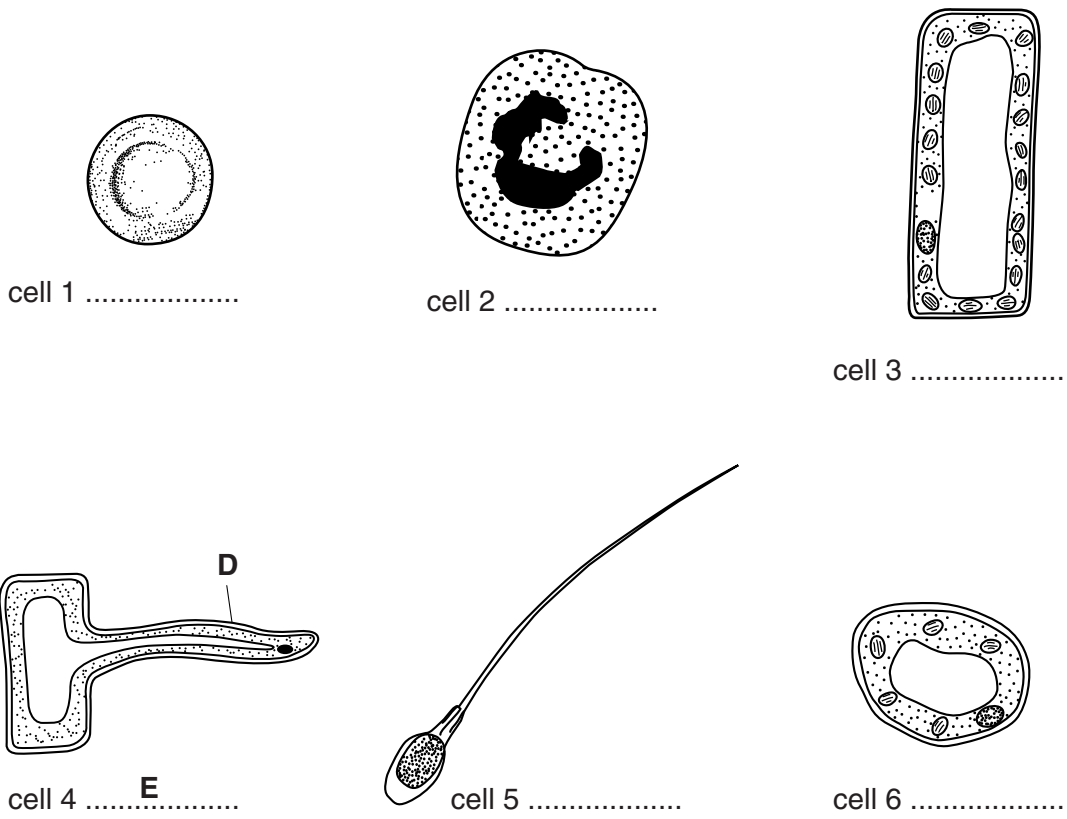 cell 1 ...................
cell 2 ...................
cell 3 ...................
D
cell 4 .......E...........
cell 5 ...................
cell 6 ...................